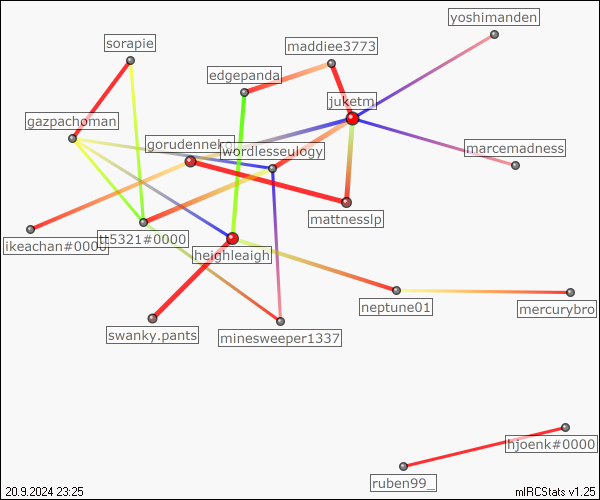 yoshimanden
sorapie
maddiee3773
edgepanda
juketm
gazpachoman
wordlesseulogy
marcemadness
mattnesslp
ikeachan#0000
tt5321#0000
heighleaigh
neptune01
mercurybro
swanky.pants
minesweeper1337
hjoenk#0000
ruben99_
20.9.2024 23:25
mIRCStats v1.25